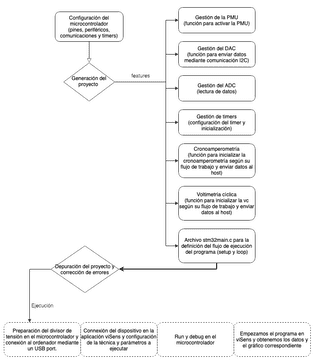 Configuración del
microcontrolador
(pines, periféricos,
comunicaciones y timers)
Generación del
proyecto
features
Gestión de la PMU
(función para activar la PMU)
Gestión del DAC
(función para enviar datos
mediante comunicación I2C)
Gestión del ADC
(lectura de datos)
Gestión de timers
(configuración del timer y
inicialización)
Cronoamperometría
(función para inicializar la
cronoamperometría según su
flujo de trabajo y enviar datos al
host)
Voltimetría cíclica
(función para inicializar la vc
según su flujo de trabajo y enviar
datos al host)
Archivo stm32main.c para la
definición del flujo de ejecución
del programa (setup y loop)
Depuración del proyecto y
corrección de errores
Ejecución
Preparación del divisor de
tensión en el microcontrolador y
conexión al ordenador mediante
un USB port.
Conexión del dispositivo en la
aplicación viSens y configuración
de la técnica y parámetros a
ejecutar
Run y debug en el
microcontrolador
Empezamos el programa en
viSens y obtenemos los datos y
el gráfico correspondiente